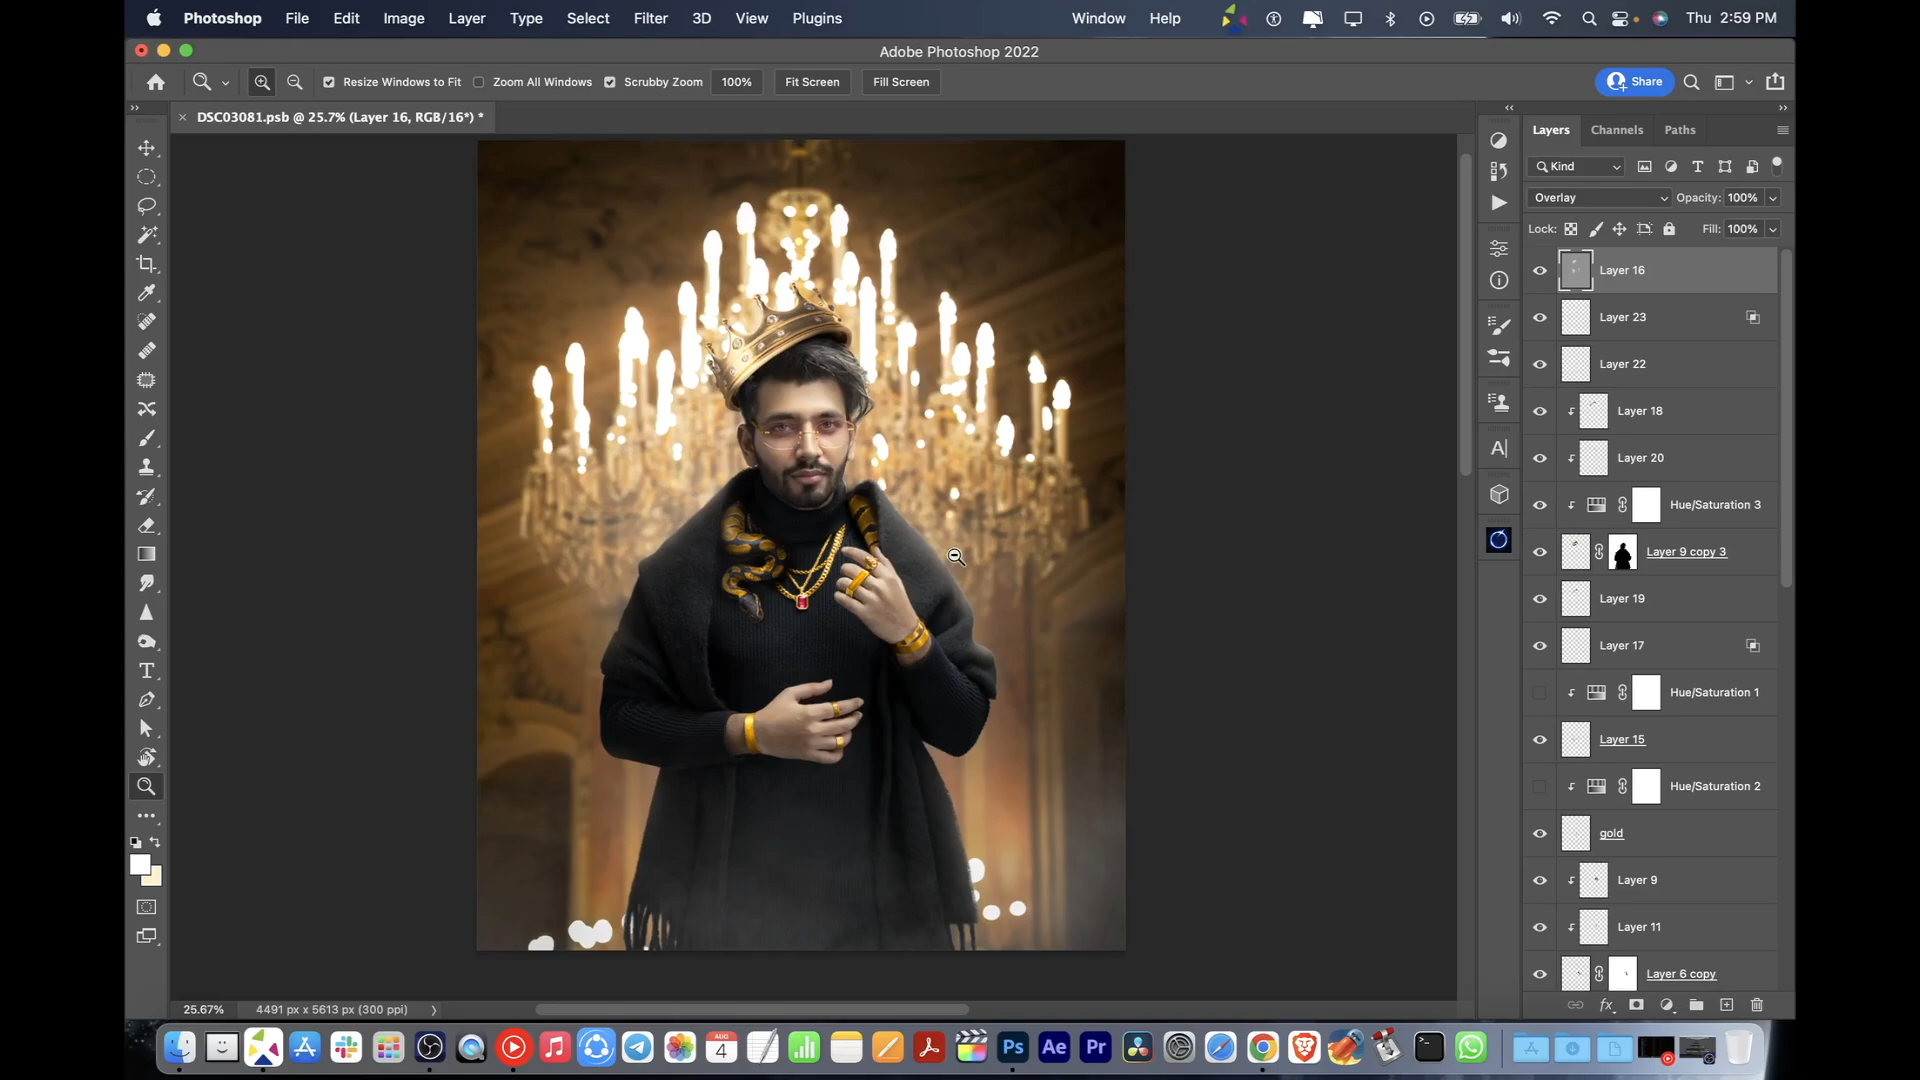 Photoshop File Edit Image Layer Type Select Filter 3D View Plugins Window Help Thu 2:59 PM
Adobe Photoshop 2022
Resize Windows to Fit Zoom All Windows Scrubby Zoom 100% Fit Screen Fill Screen Share
DSC03081.psb @ 25.7% (Layer 16, RGB/16*) *
Layers Channels Paths
Kind
Overlay Opacity: 100%
Lock: Fill: 100%
Layer 16
Layer 23
Layer 22
Layer 18
Layer 20
Hue/Saturation 3
Layer 9 copy 3
Layer 19
Layer 17
Hue/Saturation 1
Layer 15
Hue/Saturation 2
gold
Layer 9
Layer 11
Layer 6 copy
25.67% 4491 px x 5613 px (300 ppi)
AUG
4
Ps Ae Pr